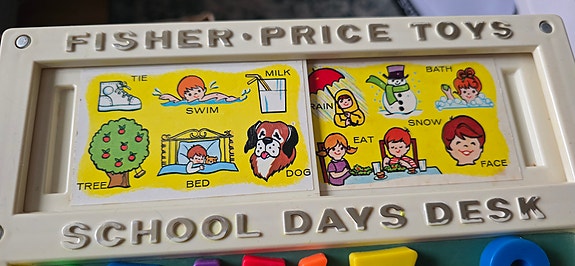 FISHER·PRICE TOYS
TIE
SWIM
MILK
TREE
BED
DOG
RAIN
SNOW
BATH
EAT
FACE
SCHOOL DAYS DESK